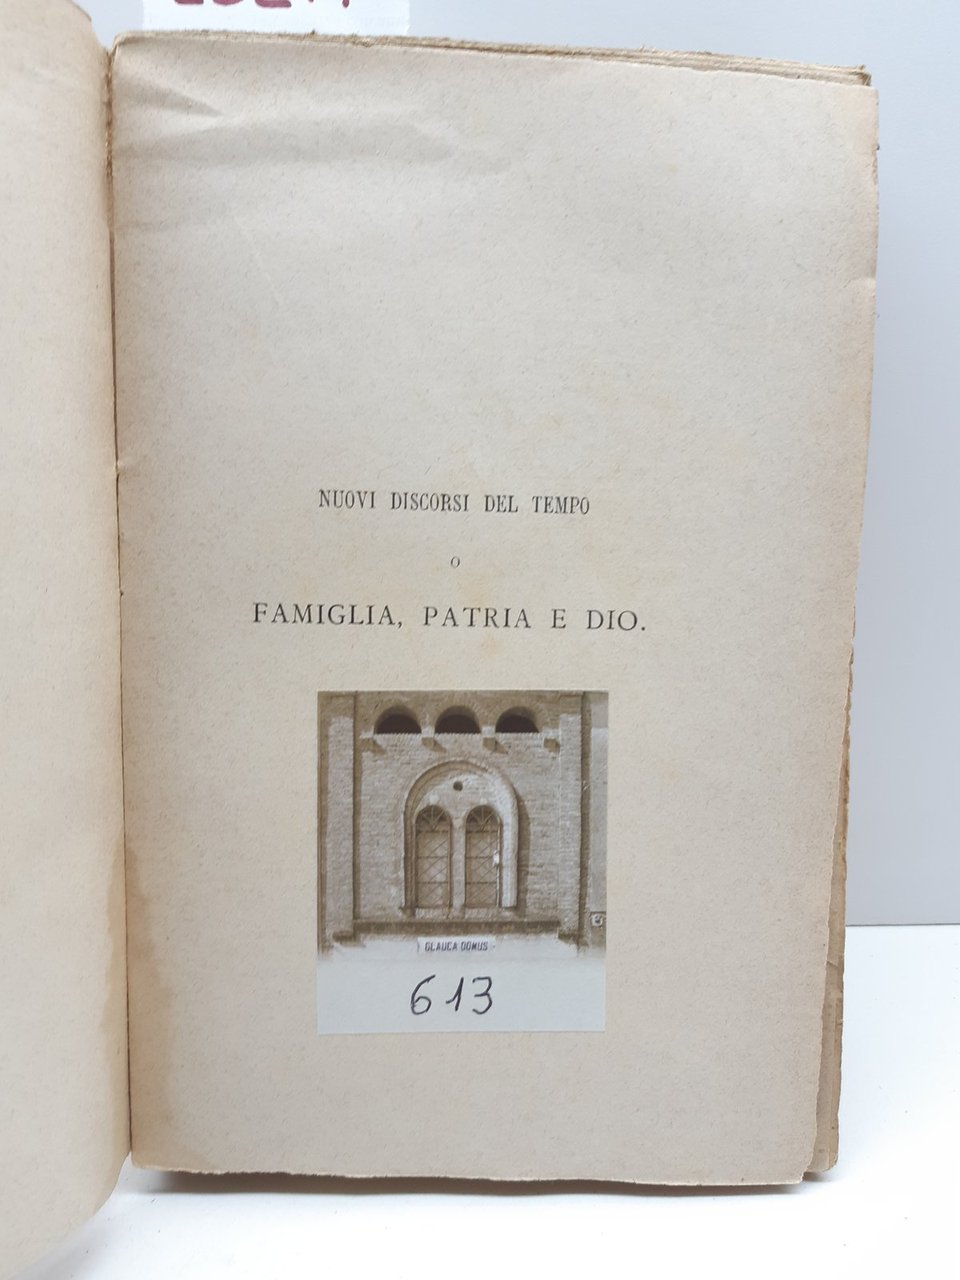 NUOVI DISCORSI DEL TEMPO
O
FAMIGLIA, PATRIA E DIO.
GLAUCA DOMUS
613